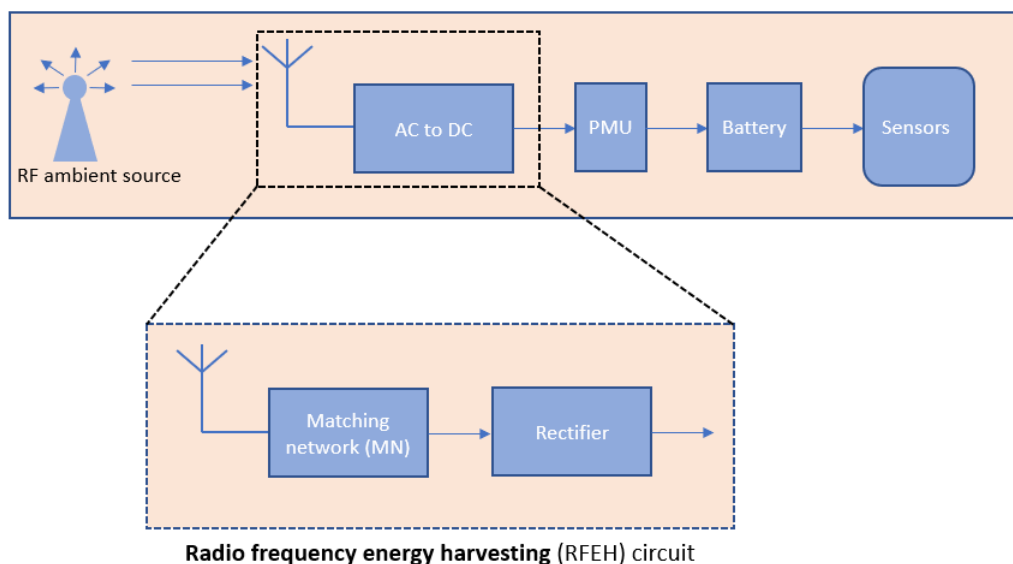 RF ambient source
AC to DC
PMU
Battery
Sensors
Matching
network (MN)
Rectifier
Radio frequency energy harvesting (RFEH) circuit